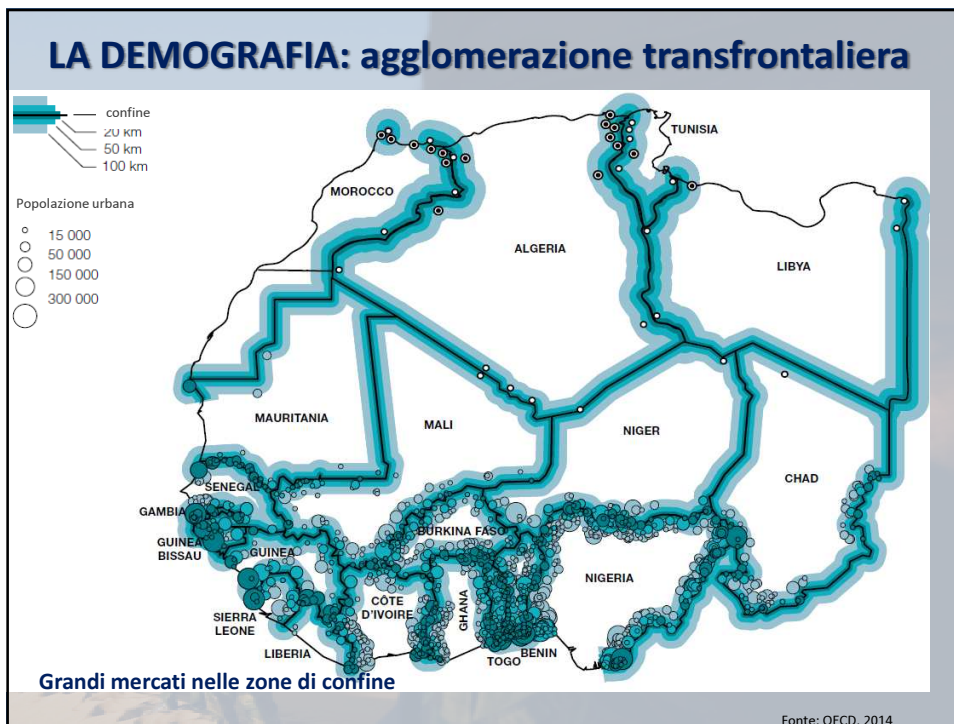 LA DEMOGRAFIA: agglomerazione transfrontaliera
confine
20 km
50 km
100 km
Popolazione urbana
15 000
50 000
150 000
300 000
TUNISIA
MOROCCO
ALGERIA
LIBYA
MAURITANIA
MALI
NIGER
CHAD
SENEGAL
GAMBIA
GUINEA
BISSAU
GUINEA
BURKINA FASO
NIGERIA
SIERRA
LEONE
CÔTE
D'IVOIRE
GHANA
LIBERIA
TOGO
BENIN
Grandi mercati nelle zone di confine
Fonte: OECD, 2014